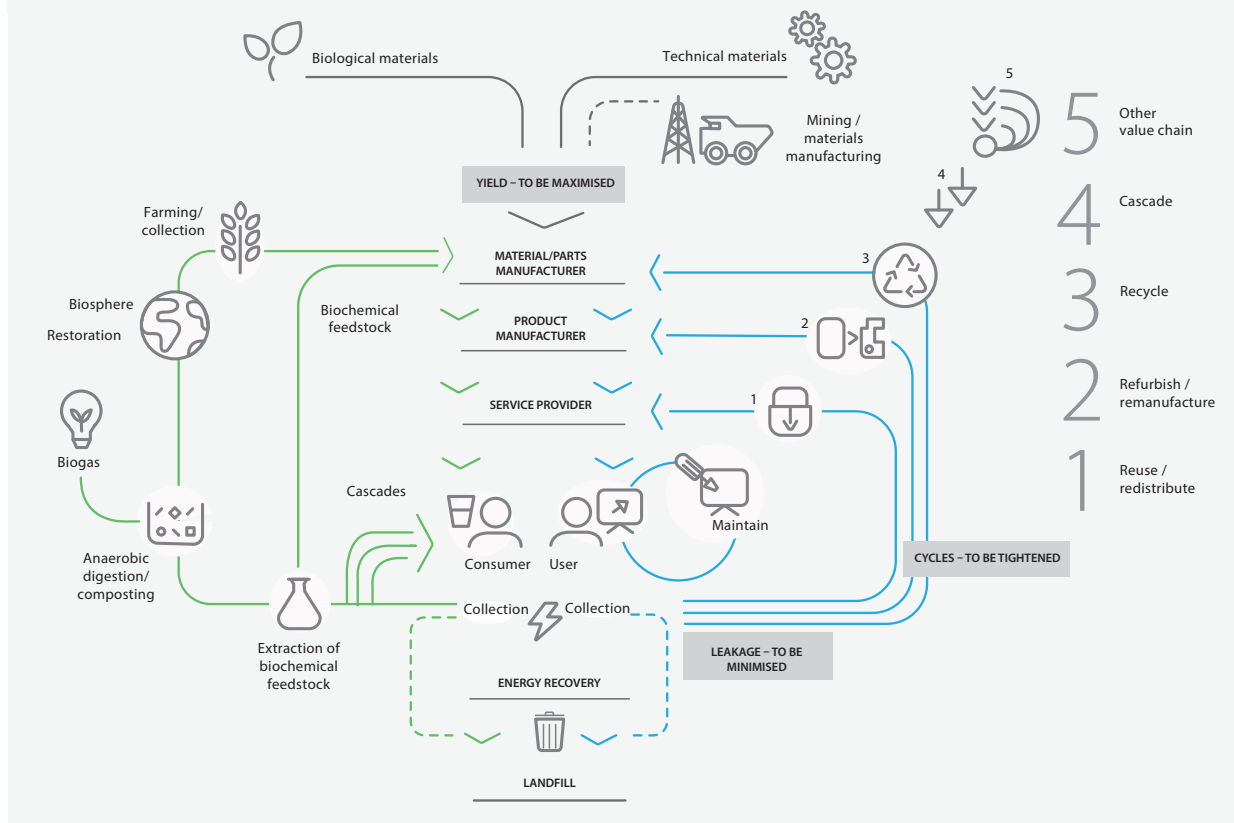 Biological materials
Technical materials
Mining /
materials
manufacturing
YIELD – TO BE MAXIMISED
5
5
Other
value chain
4
4
Cascade
Farming/
collection
MATERIAL/PARTS
MANUFACTURER
3
3
Recycle
Biosphere
Restoration
Biochemical
feedstock
PRODUCT
MANUFACTURER
2
2
Refurbish /
remanufacture
SERVICE PROVIDER
1
1
Reuse /
redistribute
Biogas
Cascades
Maintain
Consumer
User
Anaerobic
digestion/
composting
CYCLES – TO BE TIGHTENED
Collection
Collection
Extraction of
biochemical
feedstock
LEAKAGE – TO BE
MINIMISED
ENERGY RECOVERY
LANDFILL